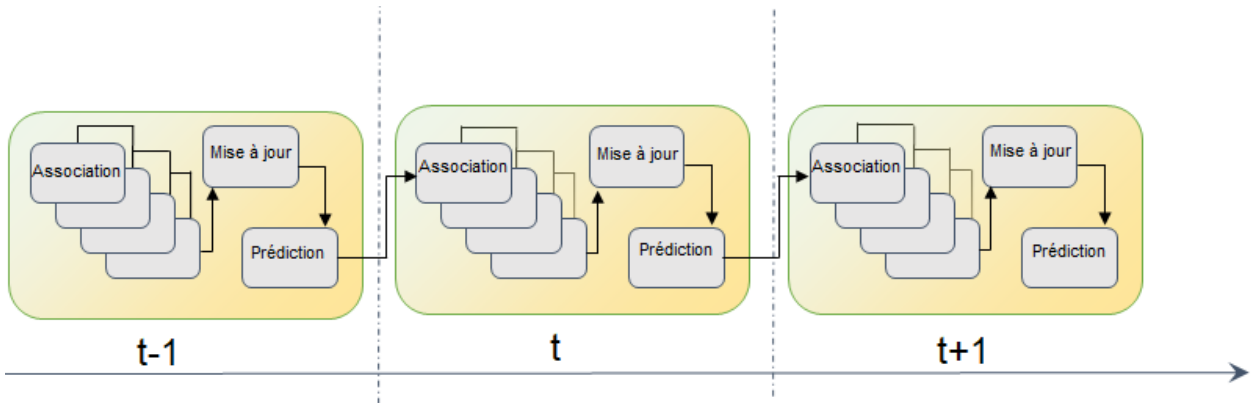 Association
Mise à jour
Prédiction
Association
Mise à jour
Prédiction
Association
Mise à jour
Prédiction
t-1
t
t+1